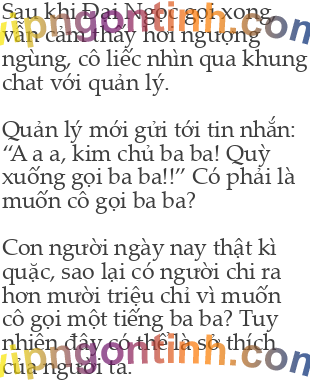 Sau khi Đại Ngọc gọi xong,
vẫn cảm thấy hơi ngượng
ngùng, cô liếc nhìn qua khung
chat với quản lý.

Quản lý mới gửi tới tin nhắn:
“A a a, kim chủ ba ba! Quỳ
xuống gọi ba ba!!” Có phải là
muốn cô gọi ba ba?

Con người ngày nay thật kì
quặc, sao lại có người chi ra
hơn mười triệu chỉ vì muốn
cô gọi một tiếng ba ba? Tuy
nhiên đây có thể là sở thích
của người ta.
vipngontinh.com
vipngontinh.com